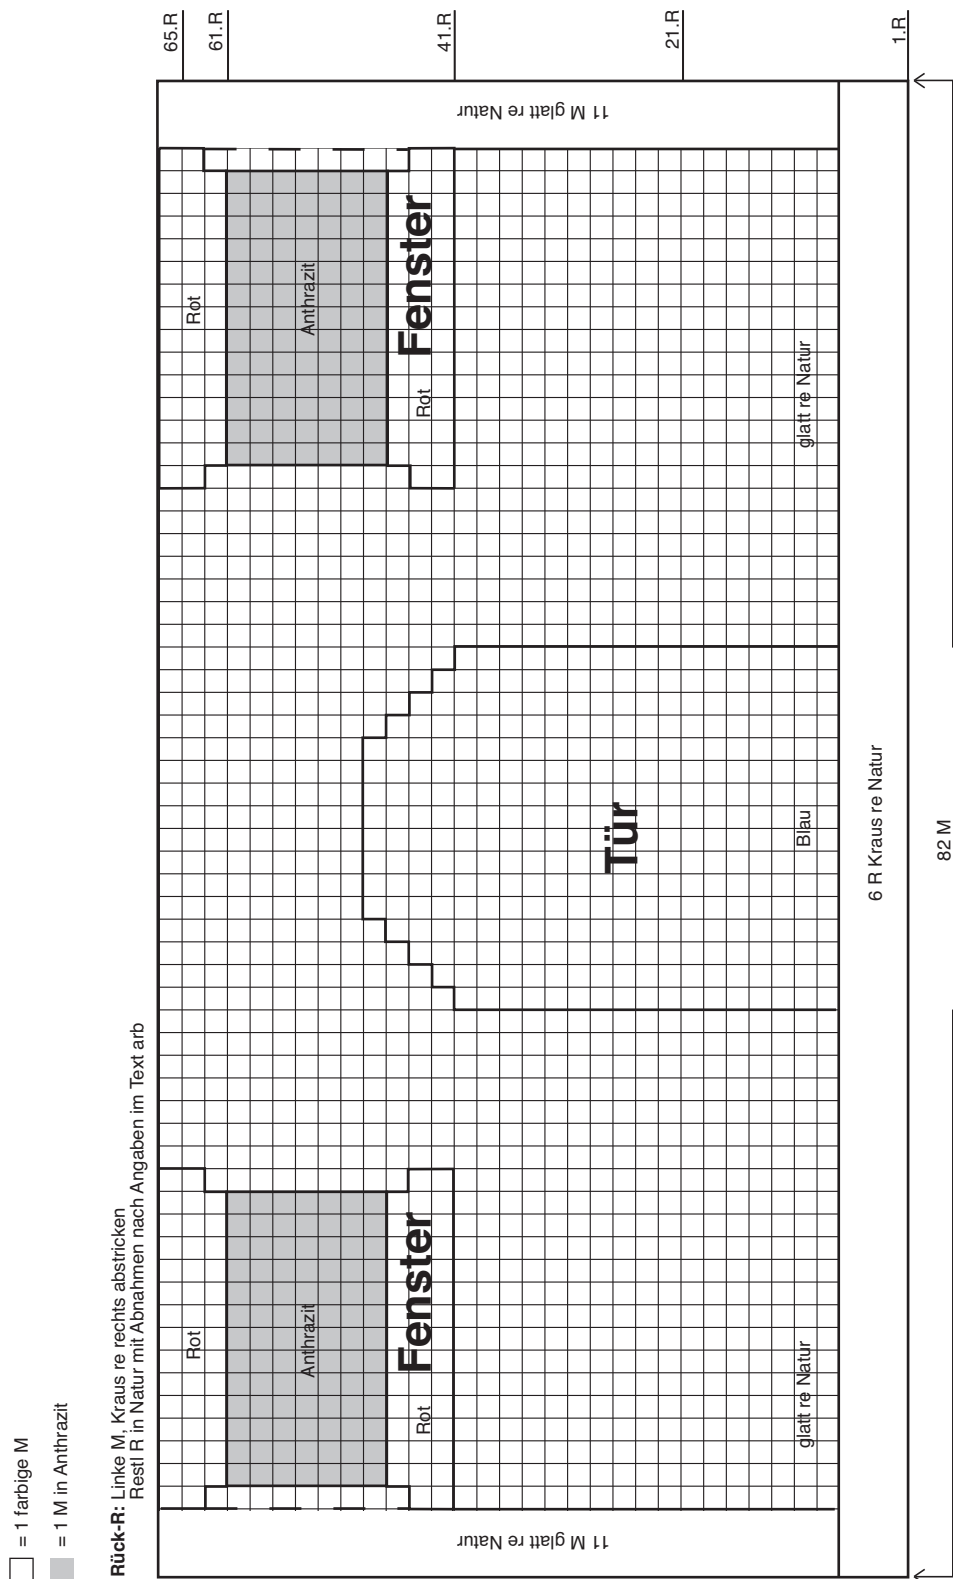 = 1 farbige M
= 1 M in Anthrazit
Rück-R: Linke M, Kraus re rechts abstricken
Restl R in Natur mit Abnahmen nach Angaben im Text arb
65.R
61.R
41.R
21.R
1.R
11 M glatt re Natur
Rot
Anthrazit
Fenster
Rot
glatt re Natur
Tür
Blau
Rot
Anthrazit
Fenster
Rot
glatt re Natur
11 M glatt re Natur
6 R Kraus re Natur
82 M